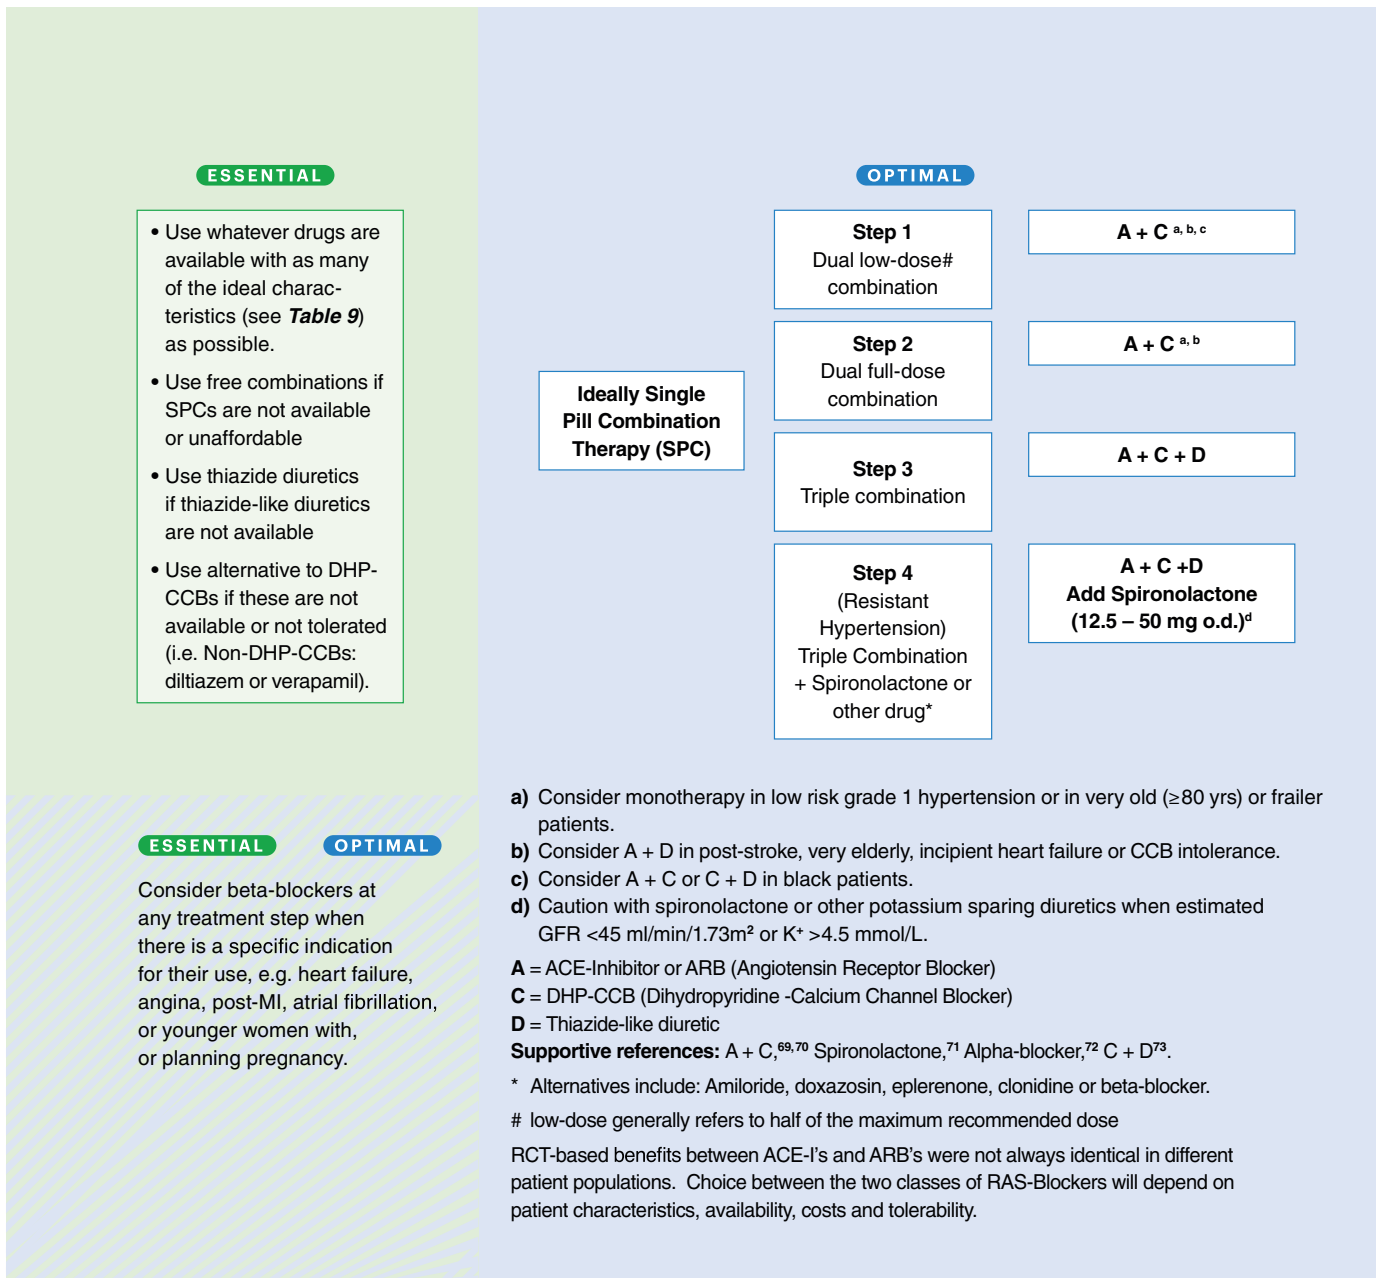 ESSENTIAL
• Use whatever drugs are
available with as many
of the ideal charac-
teristics (see Table 9)
as possible.
• Use free combinations if
SPCs are not available
or unaffordable
• Use thiazide diuretics
if thiazide-like diuretics
are not available
• Use alternative to DHP-
CCBs if these are not
available or not tolerated
(i.e. Non-DHP-CCBs:
diltiazem or verapamil).
ESSENTIAL OPTIMAL
Consider beta-blockers at
any treatment step when
there is a specific indication
for their use, e.g. heart failure,
angina, post-MI, atrial fibrillation,
or younger women with,
or planning pregnancy.
OPTIMAL
Ideally Single
Pill Combination
Therapy (SPC)
Step 1
Dual low-dose#
combination
A + C a, b, c
Step 2
Dual full-dose
combination
A + C a, b
Step 3
Triple combination
A + C + D
Step 4
(Resistant
Hypertension)
Triple Combination
+ Spironolactone or
other drug*
A + C +D
Add Spironolactone
(12.5 – 50 mg o.d.)d
a) Consider monotherapy in low risk grade 1 hypertension or in very old (≥80 yrs) or frailer
patients.
b) Consider A + D in post-stroke, very elderly, incipient heart failure or CCB intolerance.
c) Consider A + C or C + D in black patients.
d) Caution with spironolactone or other potassium sparing diuretics when estimated
GFR <45 ml/min/1.73m² or K⁺ >4.5 mmol/L.
A = ACE-Inhibitor or ARB (Angiotensin Receptor Blocker)
C = DHP-CCB (Dihydropyridine -Calcium Channel Blocker)
D = Thiazide-like diuretic
Supportive references: A + C,69,70 Spironolactone,71 Alpha-blocker,72 C + D73.
* Alternatives include: Amiloride, doxazosin, eplerenone, clonidine or beta-blocker.
# low-dose generally refers to half of the maximum recommended dose
RCT-based benefits between ACE-I's and ARB's were not always identical in different
patient populations. Choice between the two classes of RAS-Blockers will depend on
patient characteristics, availability, costs and tolerability.